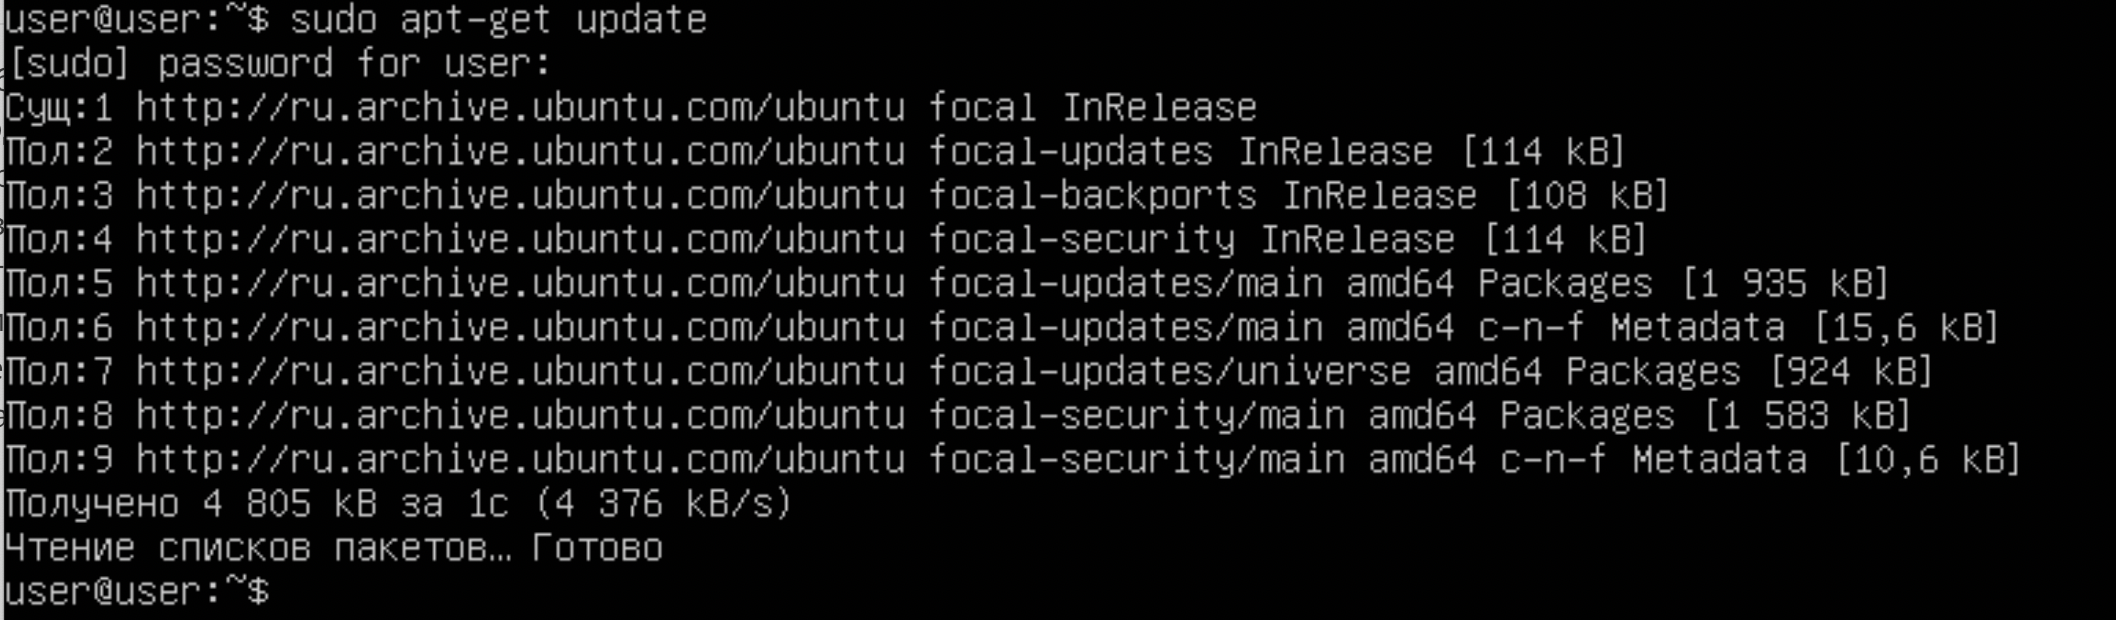 user@user:~$ sudo apt-get update
[sudo] password for user:
Сущ:1 http://ru.archive.ubuntu.com/ubuntu focal InRelease
Пол:2 http://ru.archive.ubuntu.com/ubuntu focal-updates InRelease [114 kB]
Пол:3 http://ru.archive.ubuntu.com/ubuntu focal-backports InRelease [108 kB]
Пол:4 http://ru.archive.ubuntu.com/ubuntu focal-security InRelease [114 kB]
Пол:5 http://ru.archive.ubuntu.com/ubuntu focal-updates/main amd64 Packages [1 935 kB]
Пол:6 http://ru.archive.ubuntu.com/ubuntu focal-updates/main amd64 c-n-f Metadata [15,6 kB]
Пол:7 http://ru.archive.ubuntu.com/ubuntu focal-updates/universe amd64 Packages [924 kB]
Пол:8 http://ru.archive.ubuntu.com/ubuntu focal-security/main amd64 Packages [1 583 kB]
Пол:9 http://ru.archive.ubuntu.com/ubuntu focal-security/main amd64 c-n-f Metadata [10,6 kB]
Получено 4 805 kB за 1с (4 376 kB/s)
Чтение списков пакетов… Готово
user@user:~$